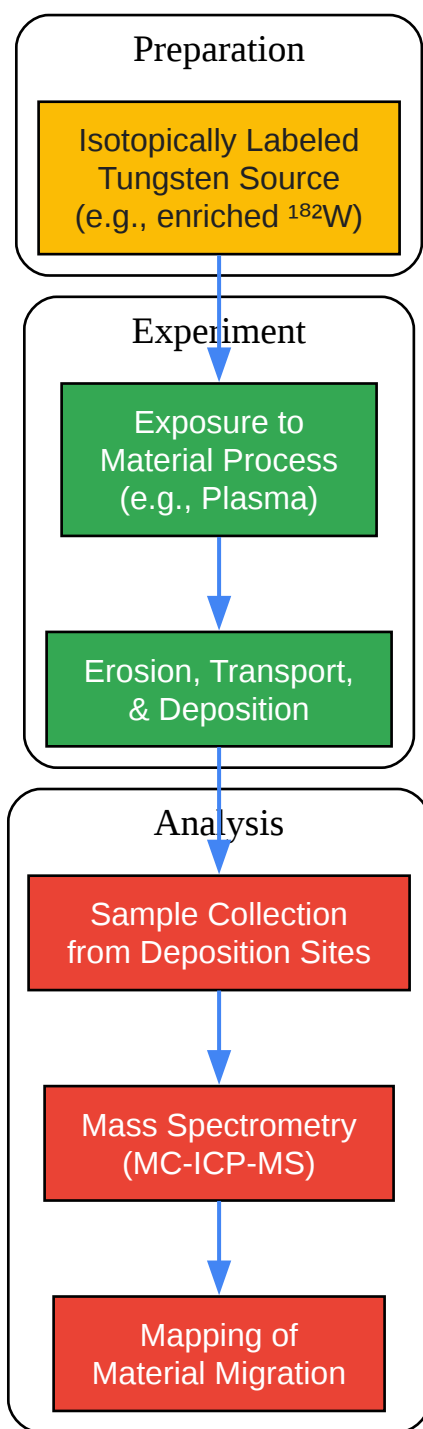 Preparation
Isotopically Labeled
Tungsten Source
(e.g., enriched ¹⁸²W)
Experiment
Exposure to
Material Process
(e.g., Plasma)
Erosion, Transport,
& Deposition
Analysis
Sample Collection
from Deposition Sites
Mass Spectrometry
(MC-ICP-MS)
Mapping of
Material Migration